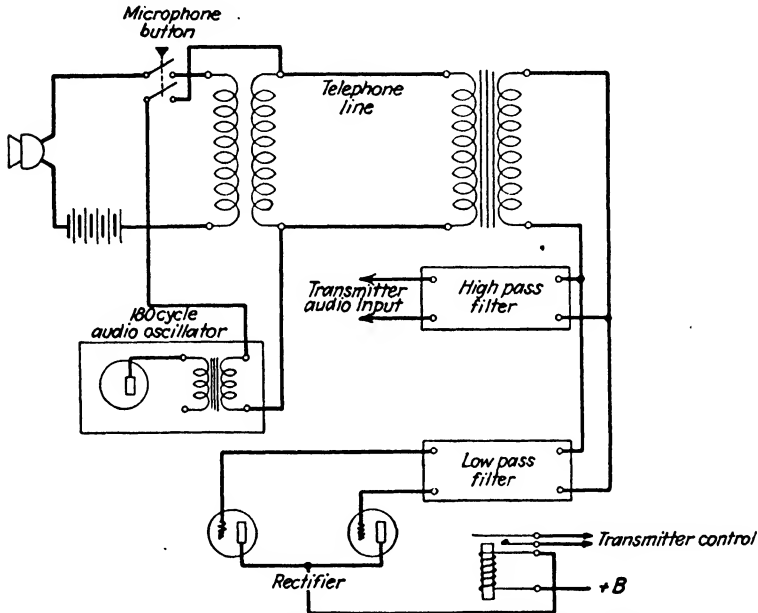 Microphone
button
Telephone
line
Transmitter
audio input
High pass
filter
180 cycle
audio oscillator
Low pass
filter
Transmitter control
Rectifier
+B